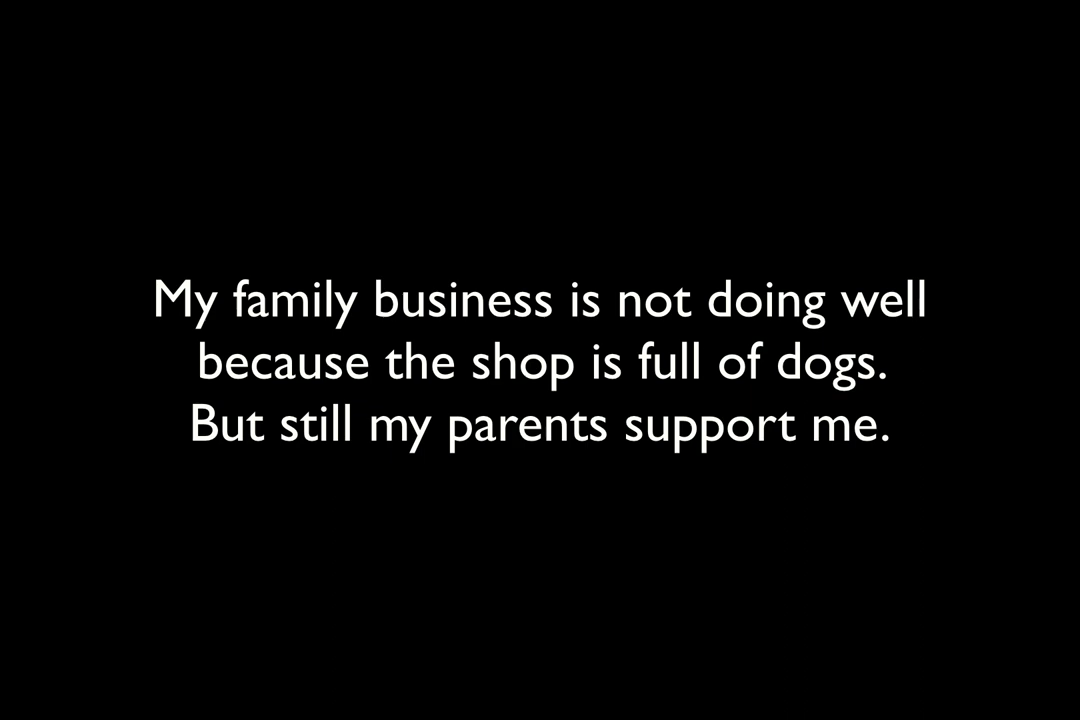 My family business is not doing well
because the shop is full of dogs.
But still my parents support me.